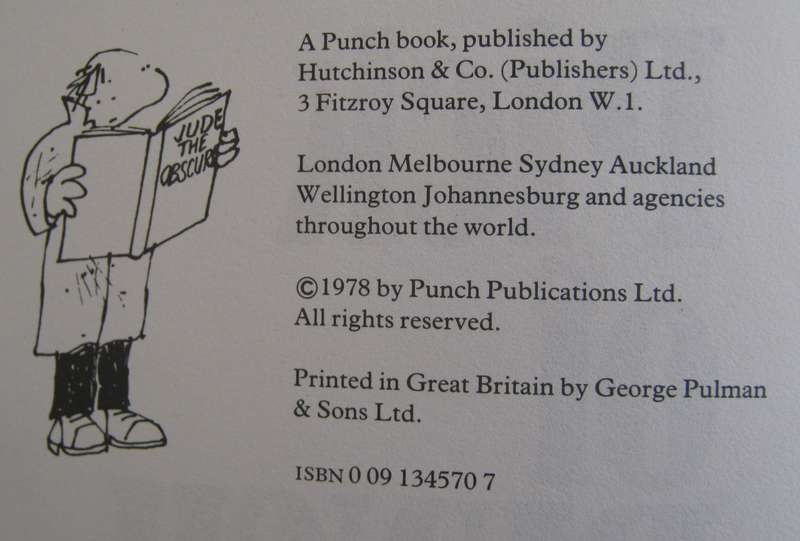 JUDE
THE
OBSCURE
A Punch book, published by
Hutchinson & Co. (Publishers) Ltd.,
3 Fitzroy Square, London W.1.
London Melbourne Sydney Auckland
Wellington Johannesburg and agencies
throughout the world.
©1978 by Punch Publications Ltd.
All rights reserved.
Printed in Great Britain by George Pulman
& Sons Ltd.
ISBN 0 09 134570 7